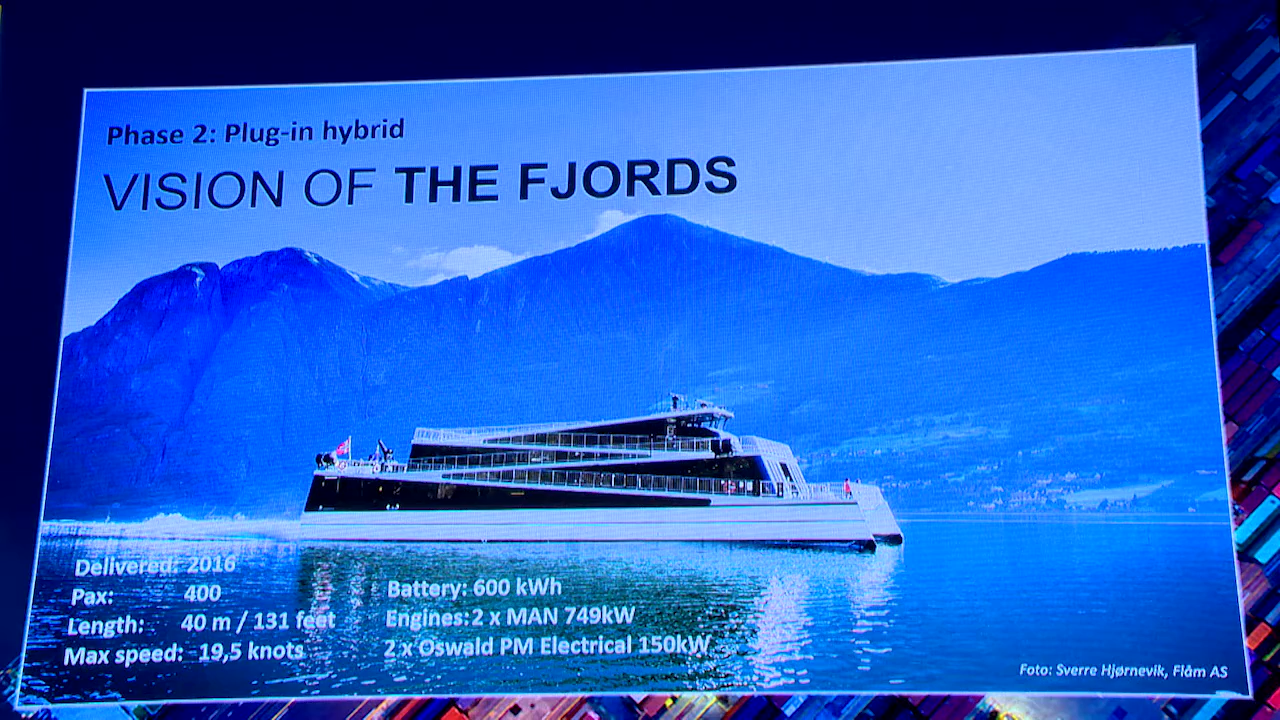 Phase 2: Plug-in hybrid
VISION OF THE FJORDS
Delivered: 2016
Pax: 400
Length: 40 m / 131 feet
Max speed: 19,5 knots
Battery: 600 kWh
Engines:2 x MAN 749kW
2 x Oswald PM Electrical 150kW
Foto: Sverre Hjørnevik, Flåm AS